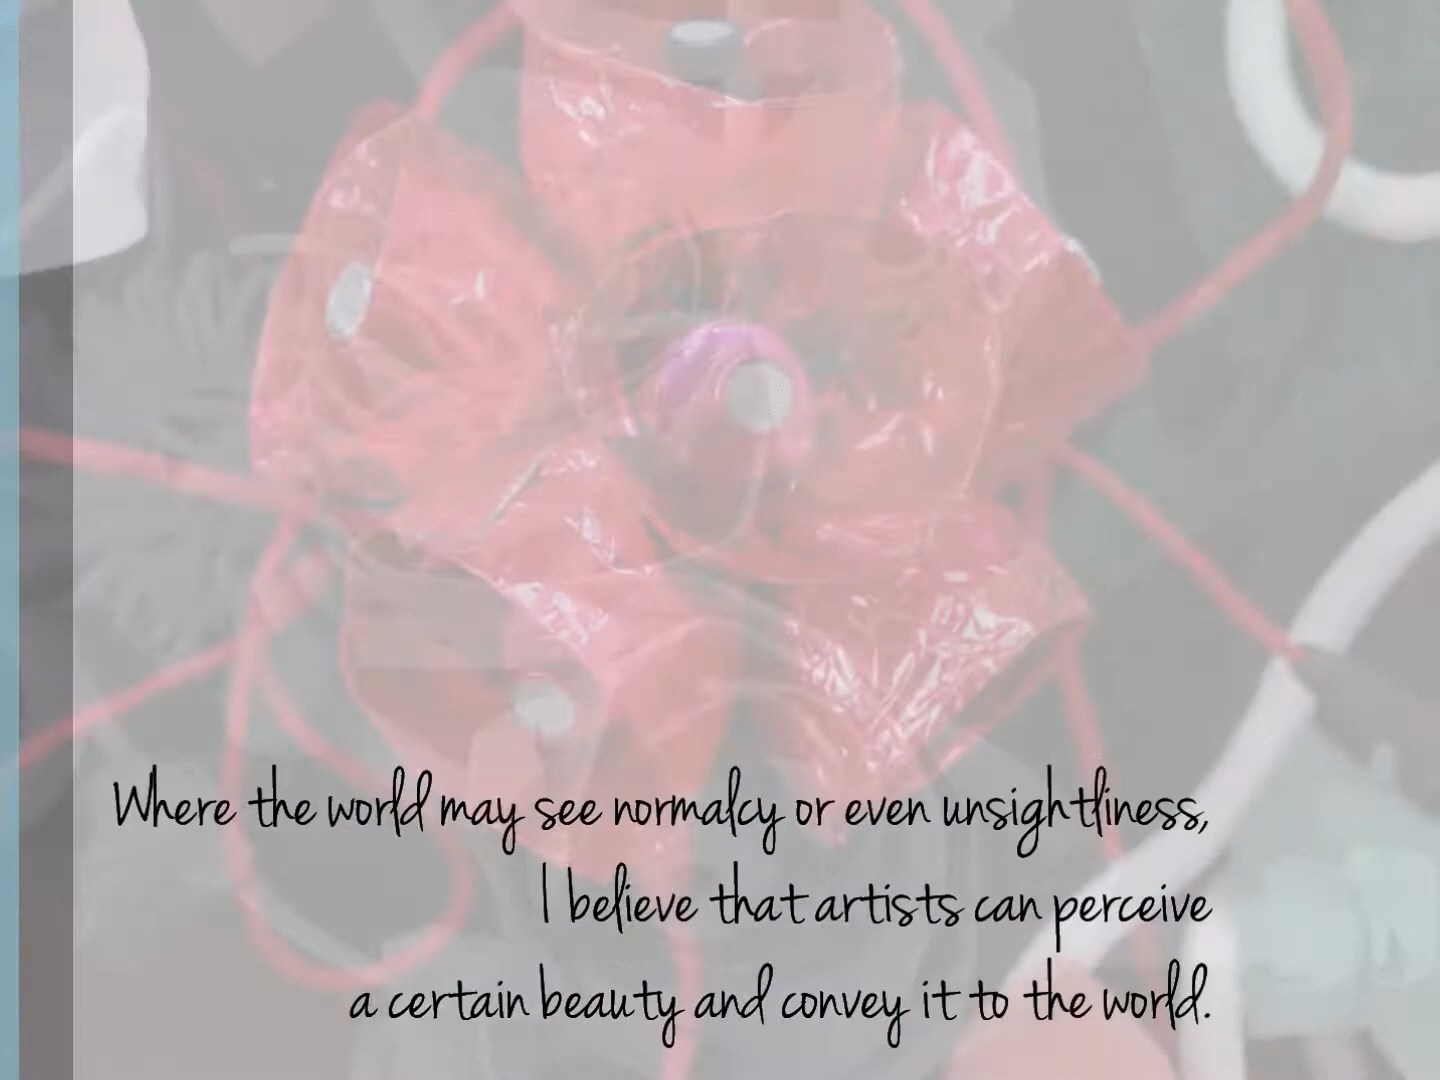 Where the world may see normalcy or even unsightliness,
I believe that artists can perceive
a certain beauty and convey it to the world.